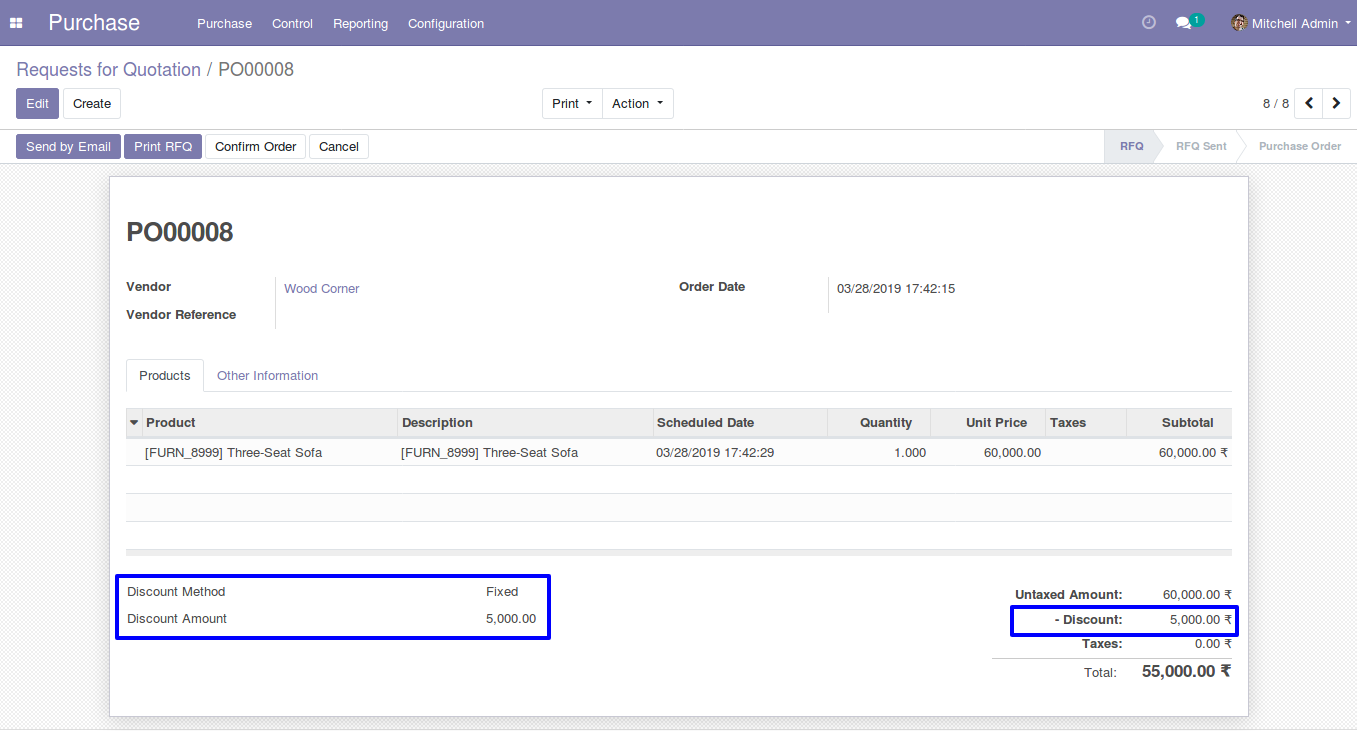 Purchase Purchase Control Reporting Configuration 1 Mitchell Admin
Requests for Quotation / PO00008
Edit Create Print Action 8 / 8
Send by Email Print RFQ Confirm Order Cancel RFQ RFQ Sent Purchase Order
PO00008
Vendor Wood Corner Order Date 03/28/2019 17:42:15
Vendor Reference
Products Other Information
Product Description Scheduled Date Quantity Unit Price Taxes Subtotal
[FURN_8999] Three-Seat Sofa [FURN_8999] Three-Seat Sofa 03/28/2019 17:42:29 1.000 60,000.00 60,000.00 ₹
Discount Method Fixed Untaxed Amount: 60,000.00 ₹
Discount Amount 5,000.00 - Discount: 5,000.00 ₹
Taxes: 0.00 ₹
Total: 55,000.00 ₹